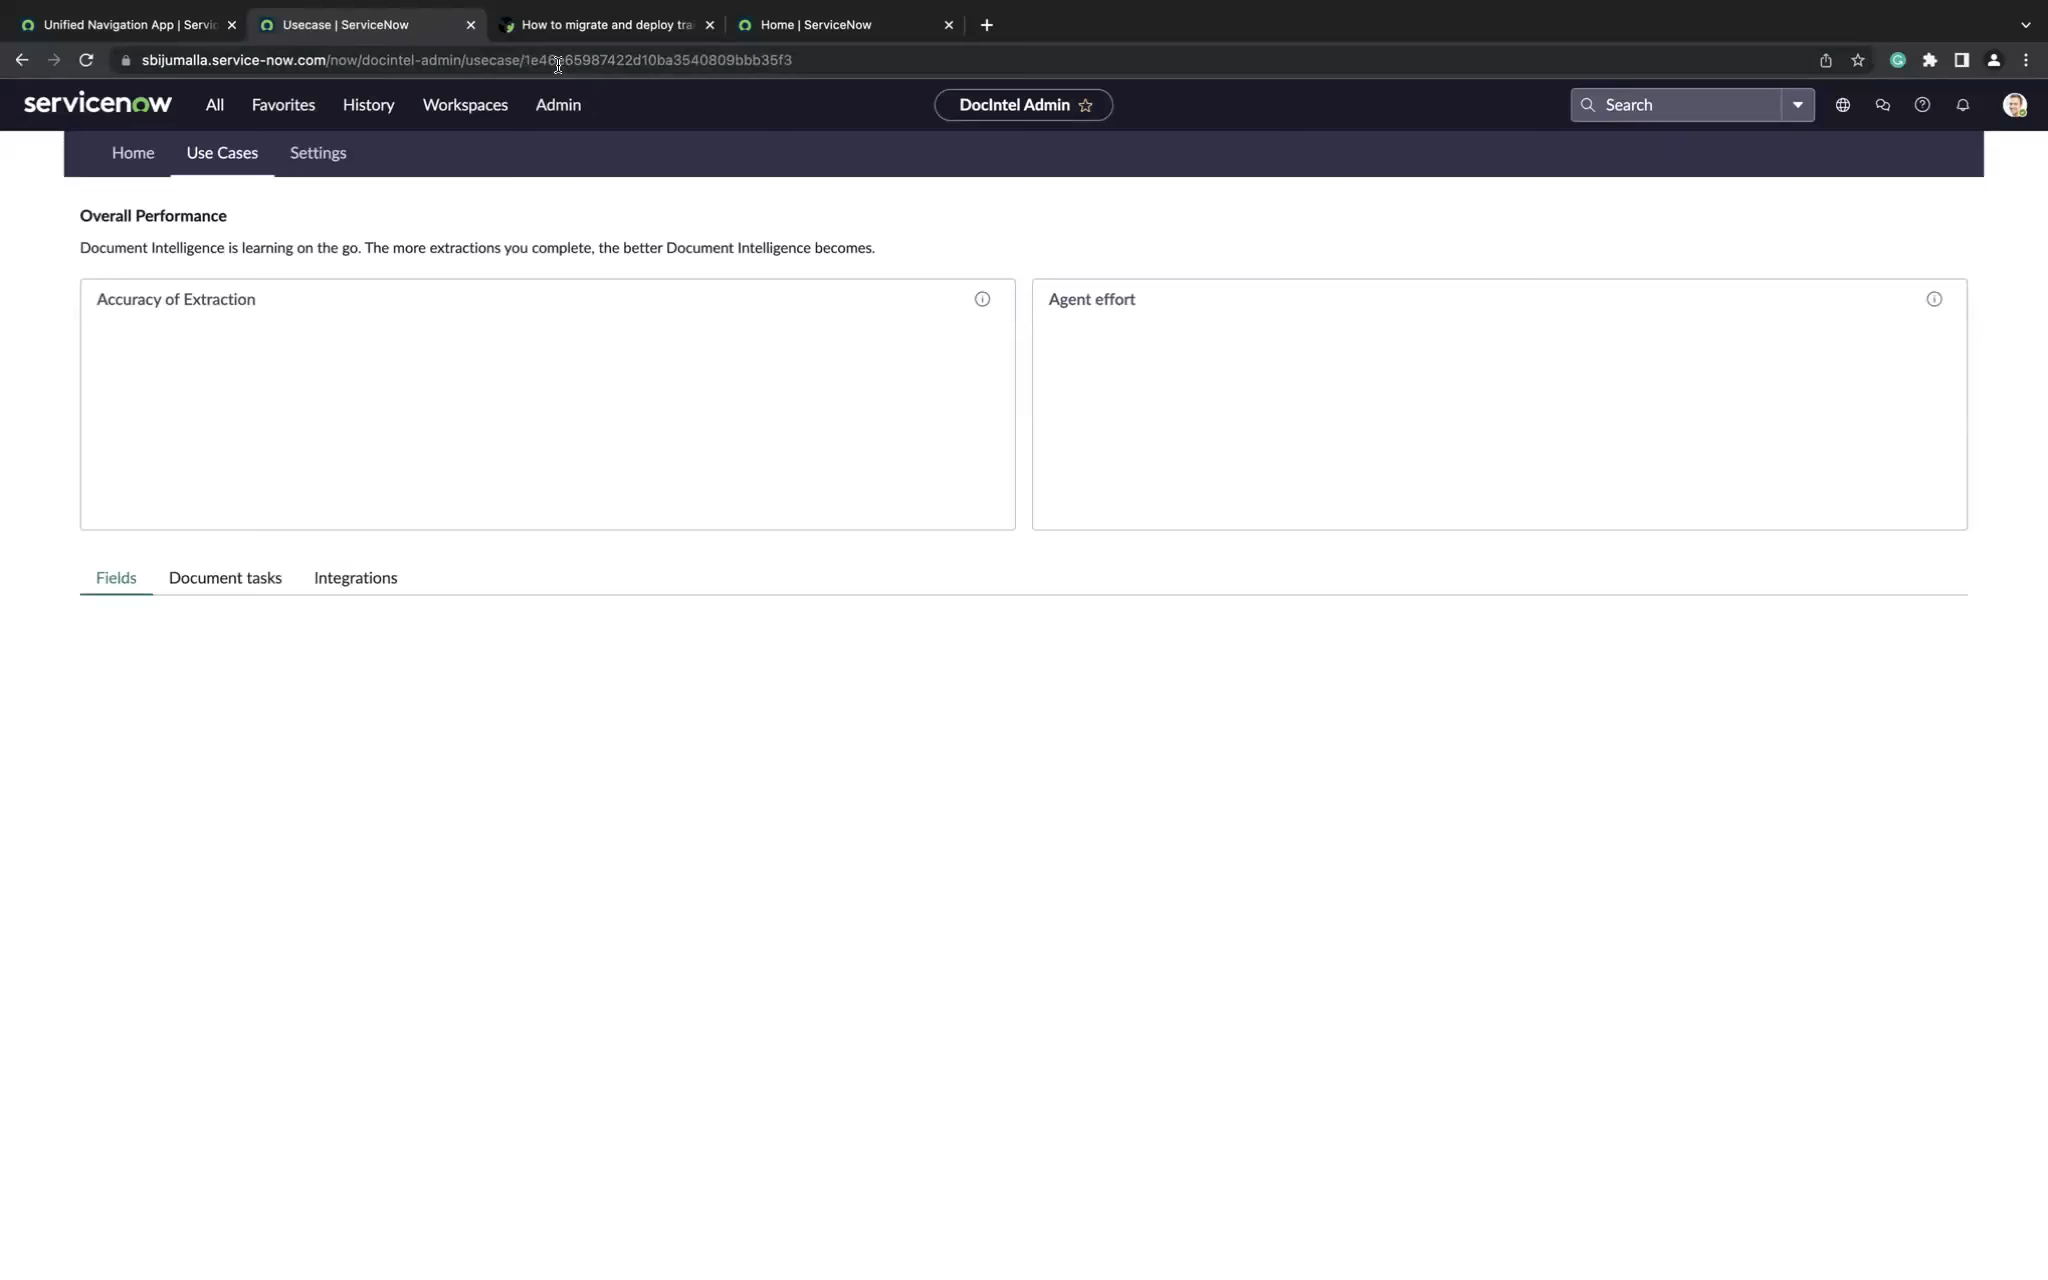 Unified Navigation App | Servic
Usecase | ServiceNow
How to migrate and deploy tra
Home | ServiceNow
sbijumalla.service-now.com/now/docintel-admin/usecase/
servicenow All Favorites History Workspaces Admin DocIntel Admin Search
Home Use Cases Settings
Overall Performance
Document Intelligence is learning on the go. The more extractions you complete, the better Document Intelligence becomes.
Accuracy of Extraction
Agent effort
Fields Document tasks Integrations